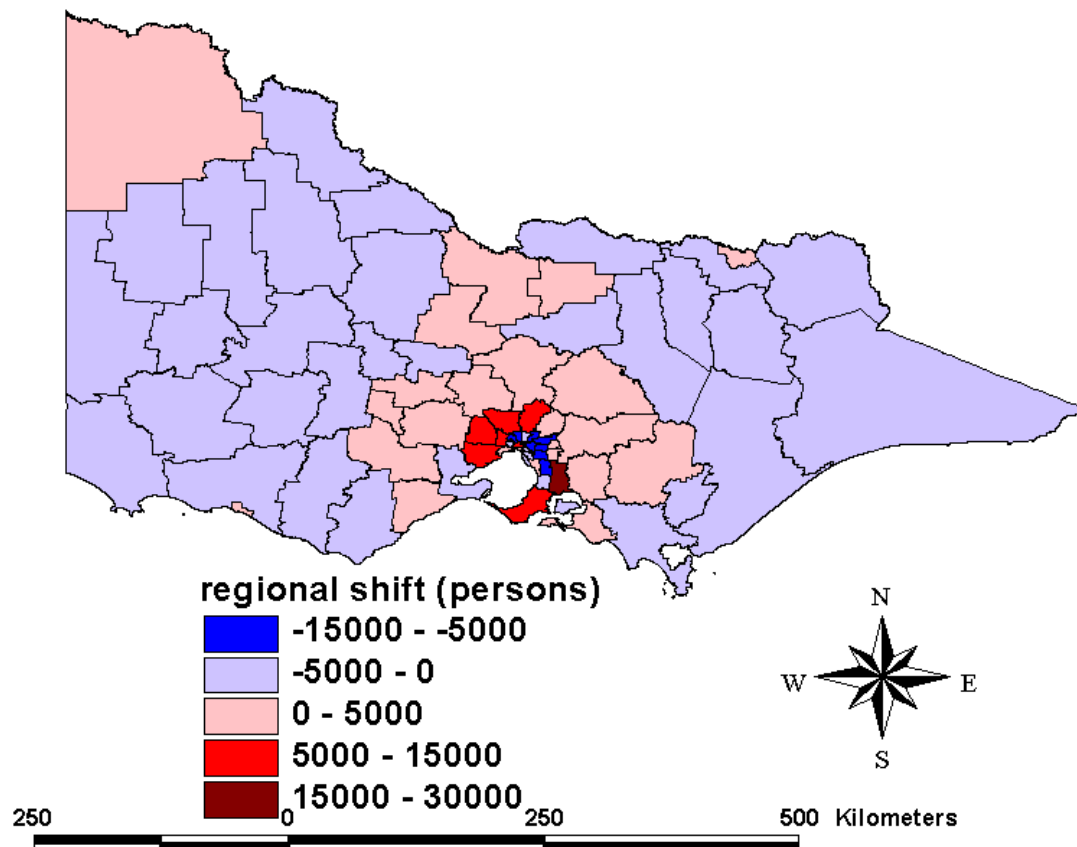 regional shift (persons)
-15000 - -5000
-5000 - 0
0 - 5000
5000 - 15000
15000 - 30000
N
W E
S
250 0 250 500 Kilometers